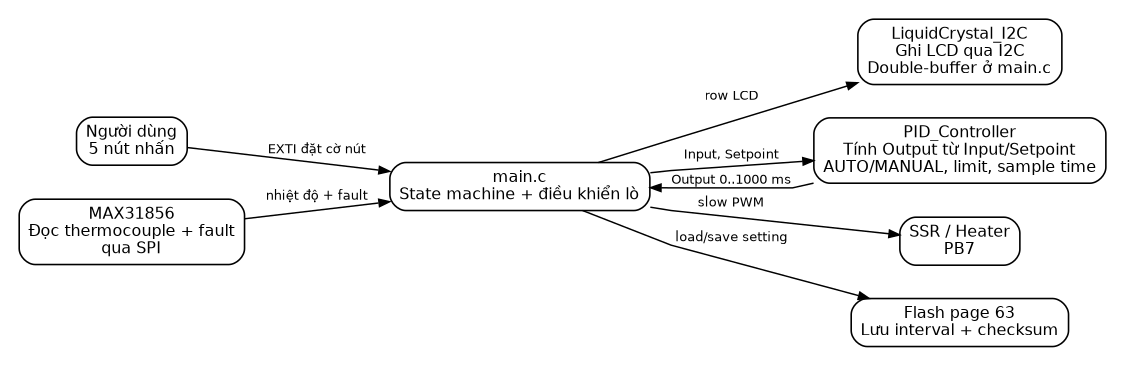 LiquidCrystal_I2C
Ghi LCD qua I2C
Double-buffer ở main.c
row LCD
Người dùng
5 nút nhấn
EXTI đặt cờ nút
PID_Controller
Tính Output từ Input/Setpoint
AUTO/MANUAL, limit, sample time
Input, Setpoint
Output 0..1000 ms
main.c
State machine + điều khiển lò
nhiệt độ + fault
MAX31856
Đọc thermocouple + fault
qua SPI
slow PWM
SSR / Heater
PB7
load/save setting
Flash page 63
Lưu interval + checksum